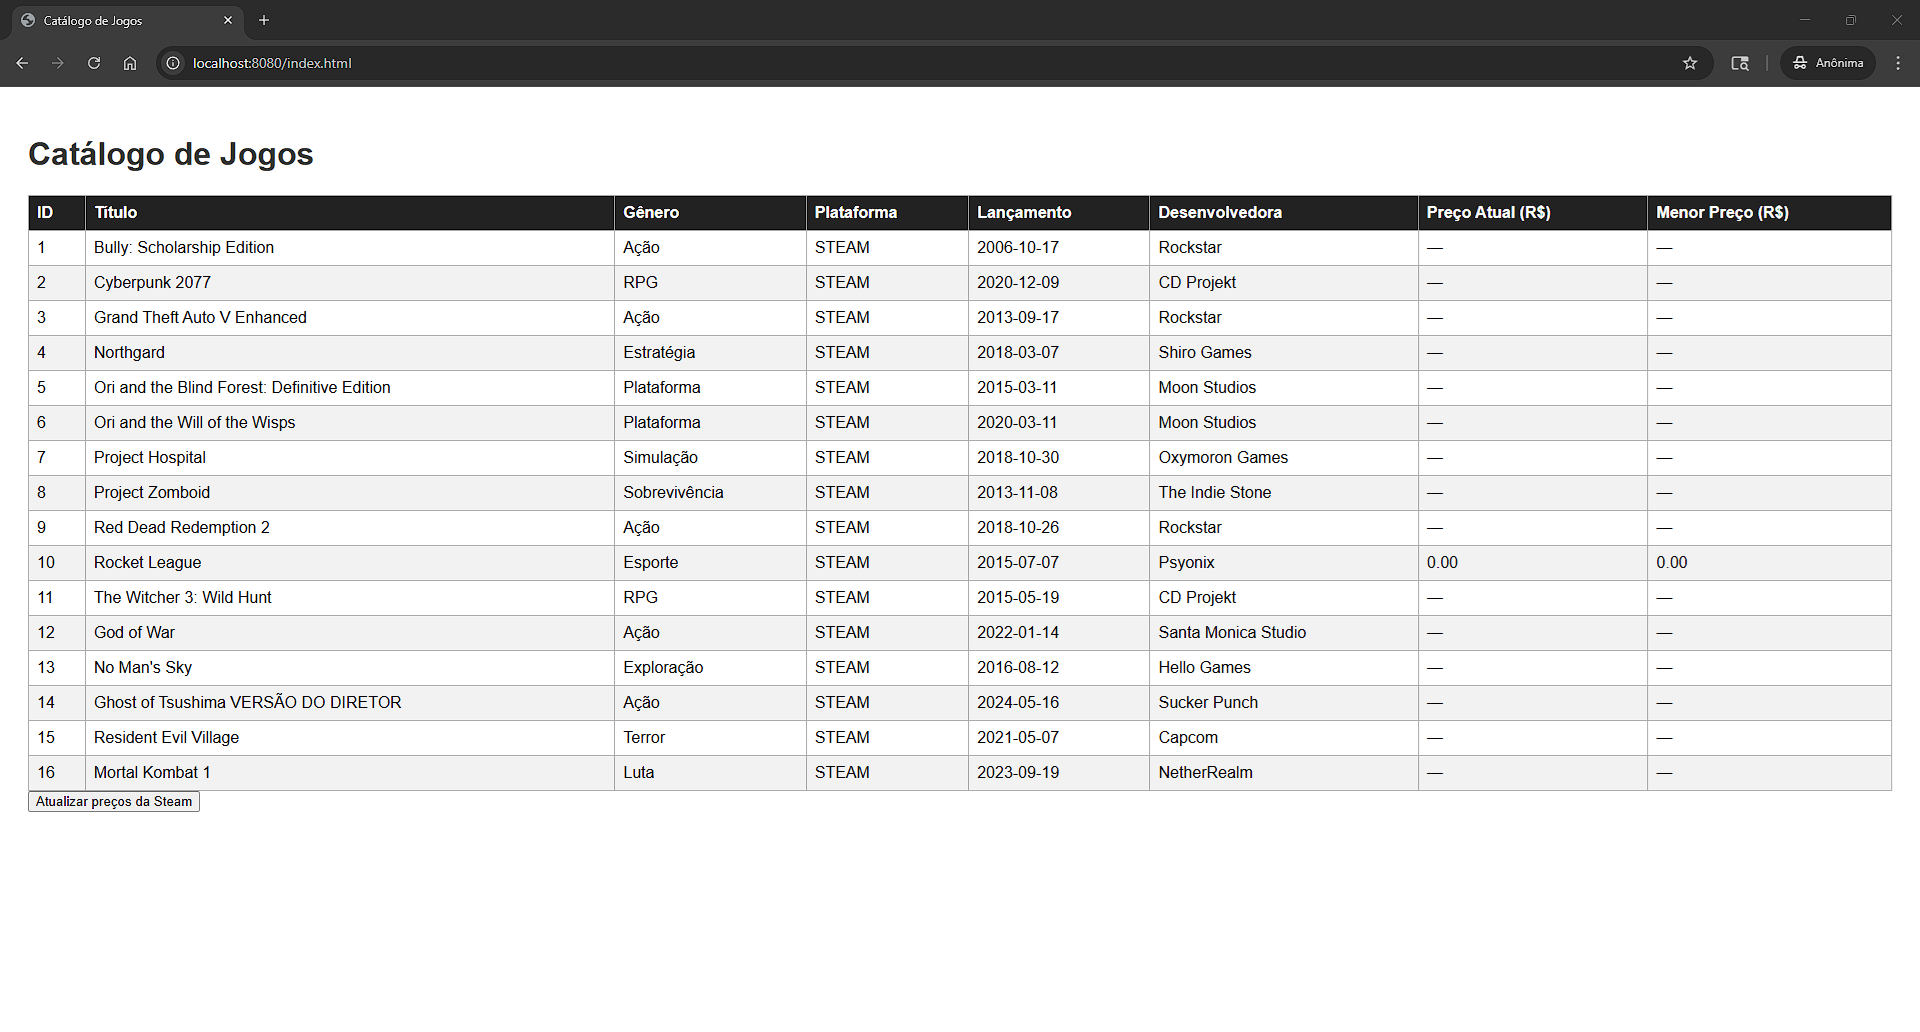 Catálogo de Jogos
localhost:8080/index.html
Anônima
Catálogo de Jogos
ID Título Gênero Plataforma Lançamento Desenvolvedora Preço Atual (R$) Menor Preço (R$)
1 Bully: Scholarship Edition Ação STEAM 2006-10-17 Rockstar — —
2 Cyberpunk 2077 RPG STEAM 2020-12-09 CD Projekt — —
3 Grand Theft Auto V Enhanced Ação STEAM 2013-09-17 Rockstar — —
4 Northgard Estratégia STEAM 2018-03-07 Shiro Games — —
5 Ori and the Blind Forest: Definitive Edition Plataforma STEAM 2015-03-11 Moon Studios — —
6 Ori and the Will of the Wisps Plataforma STEAM 2020-03-11 Moon Studios — —
7 Project Hospital Simulação STEAM 2018-10-30 Oxymoron Games — —
8 Project Zomboid Sobrevivência STEAM 2013-11-08 The Indie Stone — —
9 Red Dead Redemption 2 Ação STEAM 2018-10-26 Rockstar — —
10 Rocket League Esporte STEAM 2015-07-07 Psyonix 0.00 0.00
11 The Witcher 3: Wild Hunt RPG STEAM 2015-05-19 CD Projekt — —
12 God of War Ação STEAM 2022-01-14 Santa Monica Studio — —
13 No Man's Sky Exploração STEAM 2016-08-12 Hello Games — —
14 Ghost of Tsushima VERSÃO DO DIRETOR Ação STEAM 2024-05-16 Sucker Punch — —
15 Resident Evil Village Terror STEAM 2021-05-07 Capcom — —
16 Mortal Kombat 1 Luta STEAM 2023-09-19 NetherRealm — —
Atualizar preços da Steam